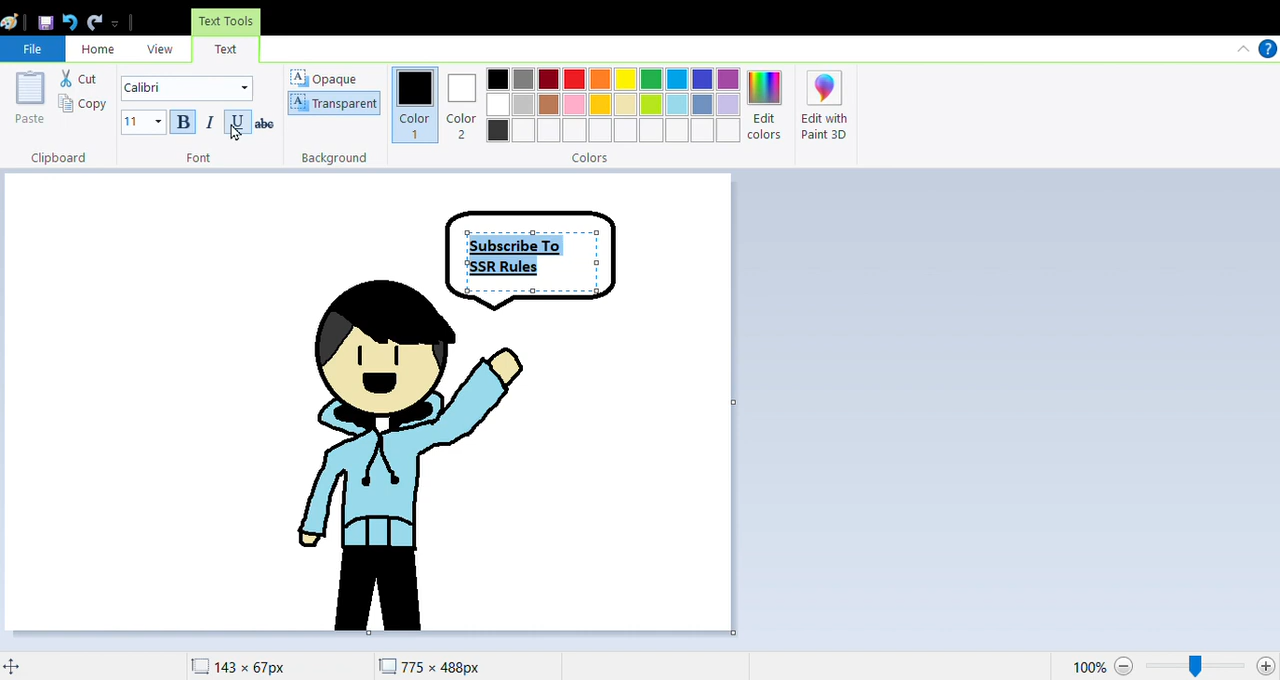 Text Tools
File
Home
View
Text
?
Paste
Cut
Copy
Clipboard
Calibri
11
B
I
U
abc
Font
A Opaque
A Transparent
Background
Color 1
Color 2
Colors
Edit colors
Edit with Paint 3D
Subscribe To
SSR Rules
143 × 67px
775 × 488px
100%